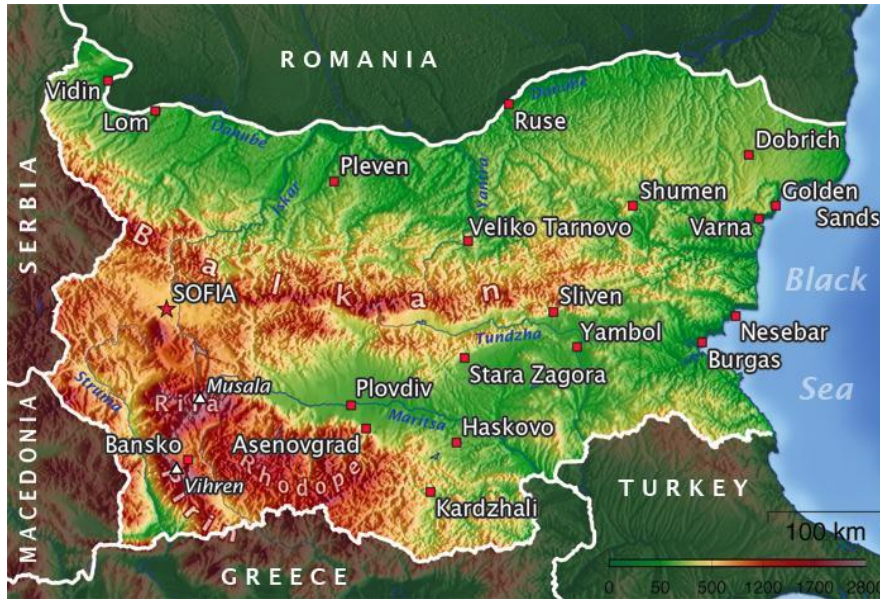 ROMANIA
Vidin
Lom
Danube
Danube
Ruse
Iskar
Pleven
Yantra
Dobrich
Shumen
Golden
Sands
Varna
Veliko Tarnovo
SERBIA
Balkan
SOFIA
Black
Sea
Sliven
Tundzha
Yambol
Nesebar
Burgas
Stara Zagora
Struma
Musala
Rila
Plovdiv
Maritsa
Haskovo
Bansko
Asenovgrad
Rhodope
Vihren
Pirin
Kardzhali
MACEDONIA
TURKEY
GREECE
100 km
0 50 500 1200 1700 2800